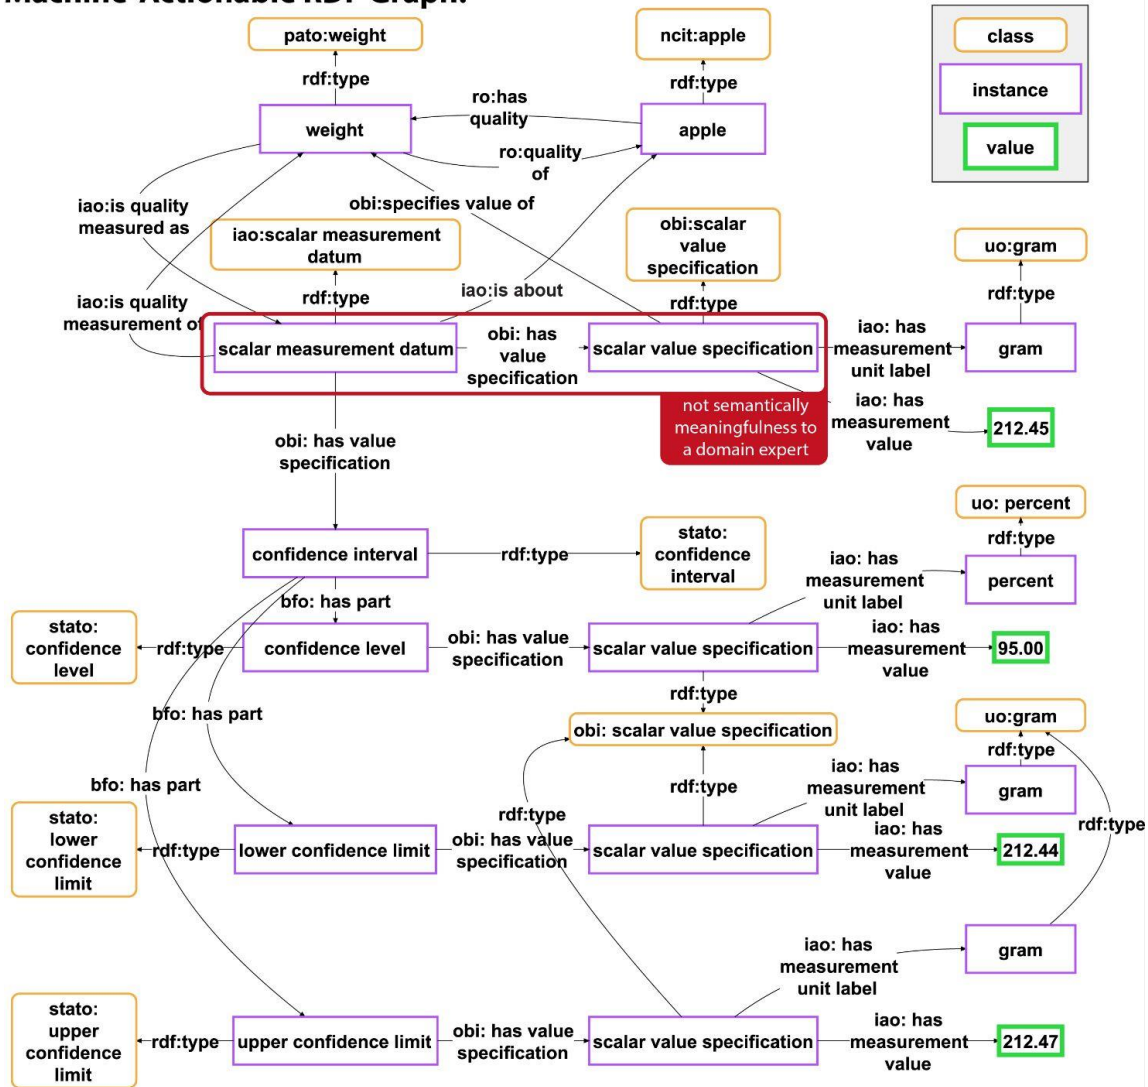 Machine-Actionable RDF Graph:
pato:weight
ncit:apple
class
rdf:type
rdf:type
instance
ro:has
quality
weight
apple
value
ro:quality
of
iao:is quality
measured as
obi:specifies value of
iao:scalar measurement
datum
obi:scalar
value
specification
uo:gram
rdf:type
iao:is about
rdf:type
rdf:type
iao:is quality
measurement of
scalar measurement datum
obi: has
value
specification
scalar value specification
iao: has
measurement
unit label
gram
not semantically
meaningfulness to
a domain expert
iao: has
measurement
value
212.45
obi: has value
specification
uo: percent
confidence interval
rdf:type
stato:
confidence
interval
rdf:type
iao: has
measurement
unit label
percent
bfo: has part
stato:
confidence
level
rdf:type
confidence level
obi: has value
specification
scalar value specification
iao: has
measurement
value
95.00
rdf:type
bfo: has part
obi: scalar value specification
uo:gram
rdf:type
bfo: has part
rdf:type
iao: has
measurement
unit label
gram
rdf:type
rdf:type
stato:
lower
confidence
limit
rdf:type
lower confidence limit
obi: has value
specification
scalar value specification
iao: has
measurement
value
212.44
iao: has
measurement
unit label
gram
stato:
upper
confidence
limit
rdf:type
upper confidence limit
obi: has value
specification
scalar value specification
iao: has
measurement
value
212.47